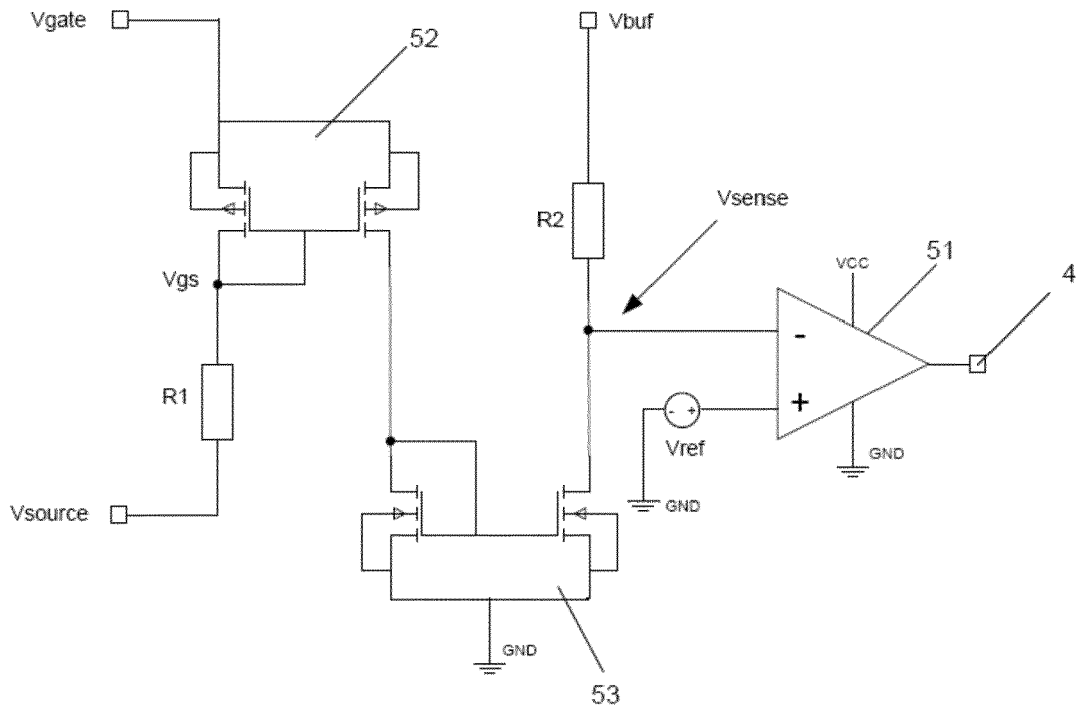 Vgate
Vbuf
52
Vsense
R2
51
VCC
4
Vgs
-
R1
+
- +
Vref
GND
Vsource
GND
GND
53